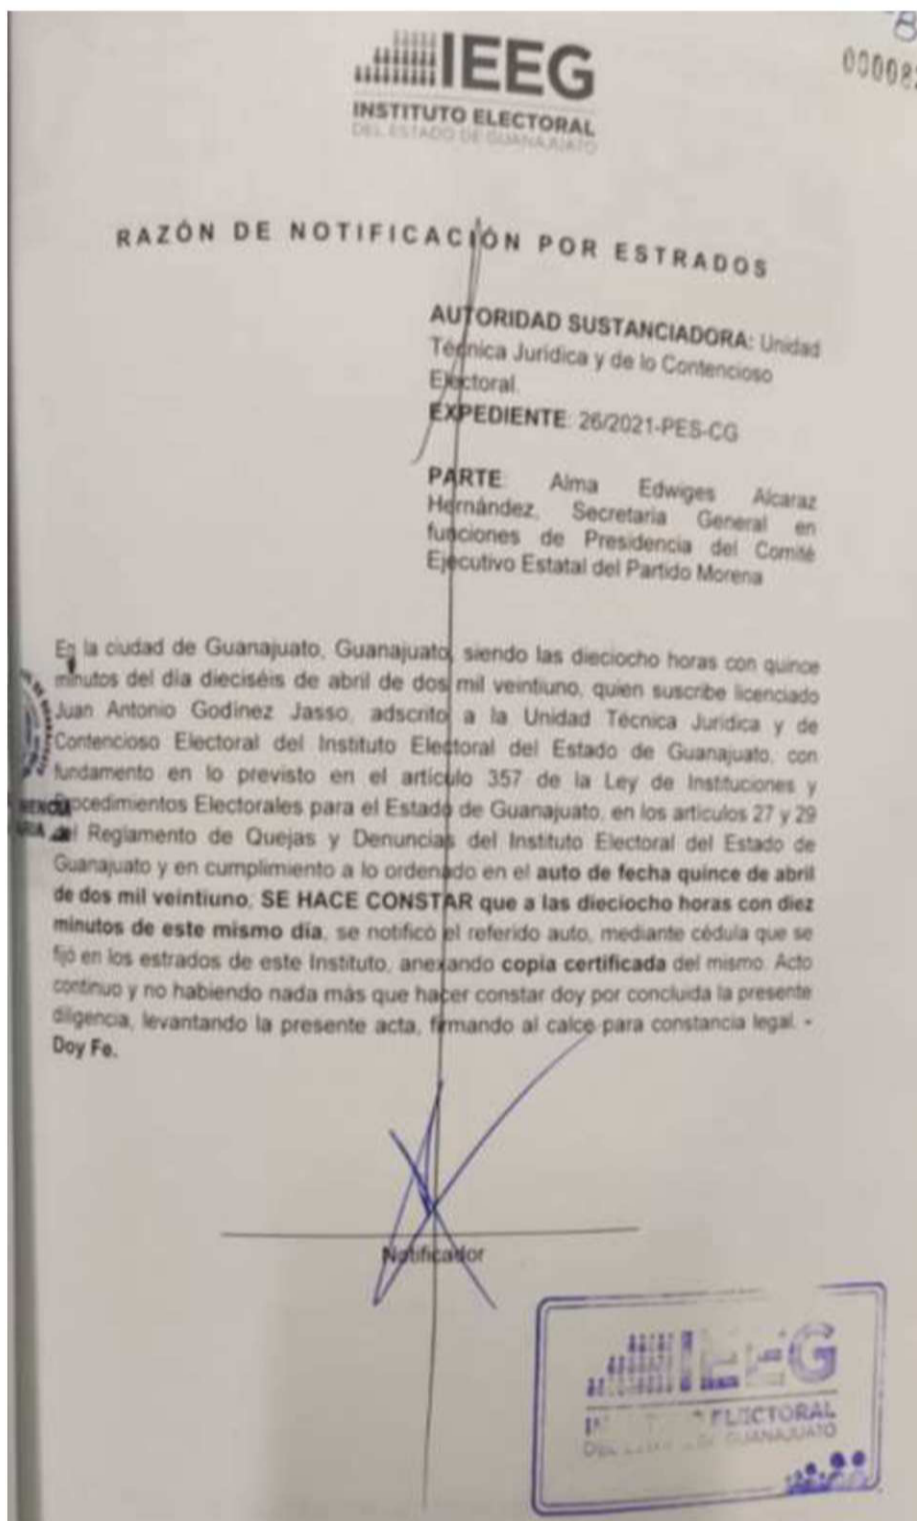 00008
IEEG
INSTITUTO ELECTORAL
DEL ESTADO DE GUANAJUATO
RAZÓN DE NOTIFICACIÓN POR ESTRADOS
AUTORIDAD SUSTANCIADORA: Unidad
Técnica Jurídica y de lo Contencioso
Electoral.
EXPEDIENTE: 26/2021-PES-CG
PARTE: Alma Edwiges Alcaraz
Hernández, Secretaria General en
funciones de Presidencia del Comité
Ejecutivo Estatal del Partido Morena
En la ciudad de Guanajuato, Guanajuato, siendo las dieciocho horas con quince
minutos del día dieciséis de abril de dos mil veintiuno, quien suscribe licenciado
Juan Antonio Godínez Jasso, adscrito a la Unidad Técnica Jurídica y de
Contencioso Electoral del Instituto Electoral del Estado de Guanajuato, con
fundamento en lo previsto en el artículo 357 de la Ley de Instituciones y
Procedimientos Electorales para el Estado de Guanajuato, en los artículos 27 y 29
del Reglamento de Quejas y Denuncias del Instituto Electoral del Estado de
Guanajuato y en cumplimiento a lo ordenado en el auto de fecha quince de abril
de dos mil veintiuno, SE HACE CONSTAR que a las dieciocho horas con diez
minutos de este mismo día, se notificó el referido auto, mediante cédula que se
fijó en los estrados de este Instituto, anexando copia certificada del mismo. Acto
continuo y no habiendo nada más que hacer constar doy por concluida la presente
diligencia, levantando la presente acta, firmando al calce para constancia legal. -
Doy Fe.
Notificador
IEEG
ELECTORAL
GUANAJUATO